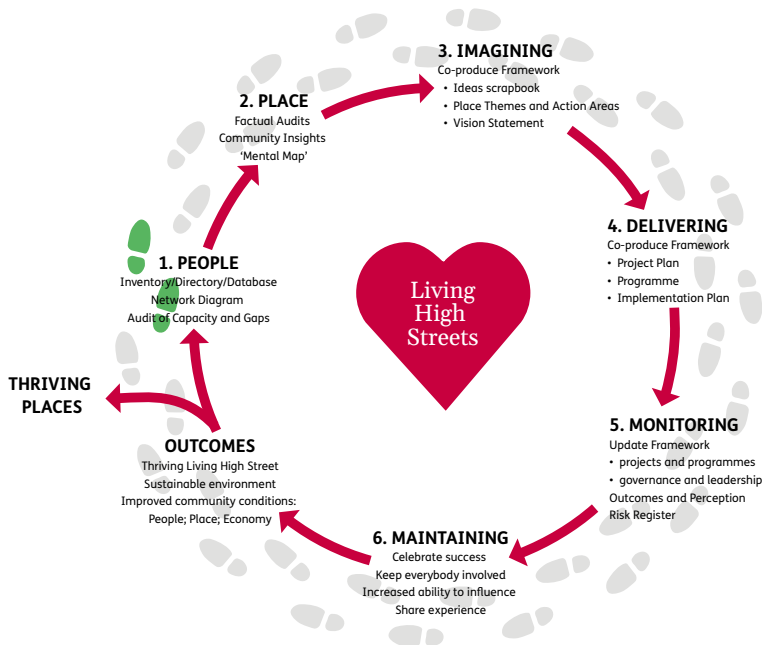 3. IMAGINING
Co-produce Framework
• Ideas scrapbook
• Place Themes and Action Areas
• Vision Statement
2. PLACE
Factual Audits
Community Insights
‘Mental Map’
4. DELIVERING
Co-produce Framework
• Project Plan
• Programme
• Implementation Plan
1. PEOPLE
Inventory/Directory/Database
Network Diagram
Audit of Capacity and Gaps
Living
High
Streets
THRIVING
PLACES
5. MONITORING
Update Framework
• projects and programmes
• governance and leadership
Outcomes and Perception
Risk Register
OUTCOMES
Thriving Living High Street
Sustainable environment
Improved community conditions:
People; Place; Economy
6. MAINTAINING
Celebrate success
Keep everybody involved
Increased ability to influence
Share experience